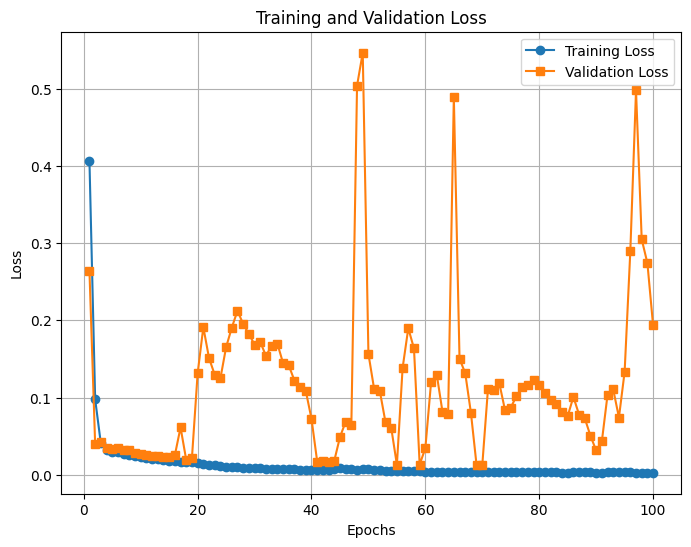 Training and Validation Loss
Training Loss
Validation Loss
0.5
0.4
0.3
0.2
0.1
0.0
Loss
0 20 40 60 80 100
Epochs